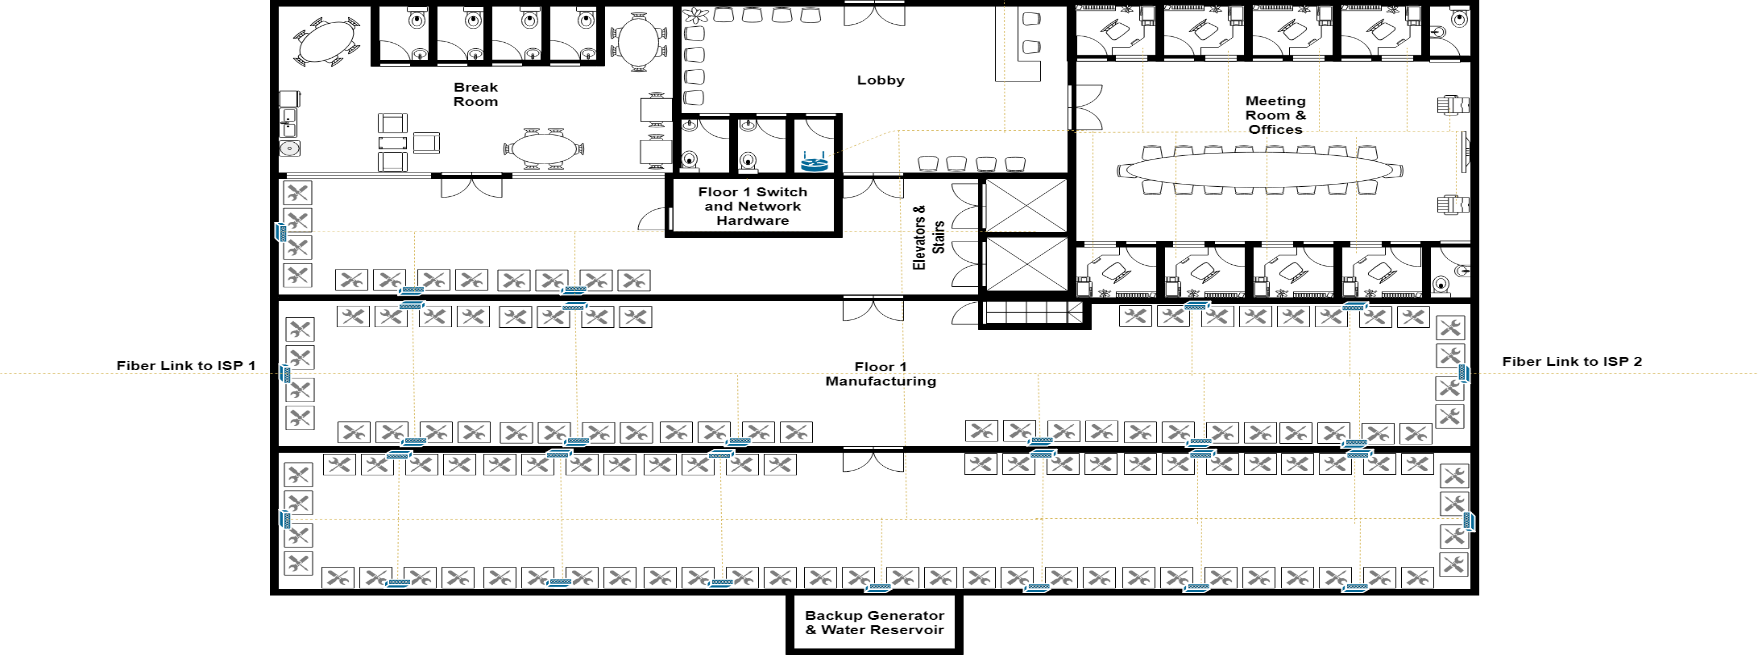 Break
Room
Lobby
Meeting
Room &
Offices
Floor 1 Switch
and Network
Hardware
Elevators &
Stairs
Fiber Link to ISP 1
Floor 1
Manufacturing
Fiber Link to ISP 2
Backup Generator
& Water Reservoir